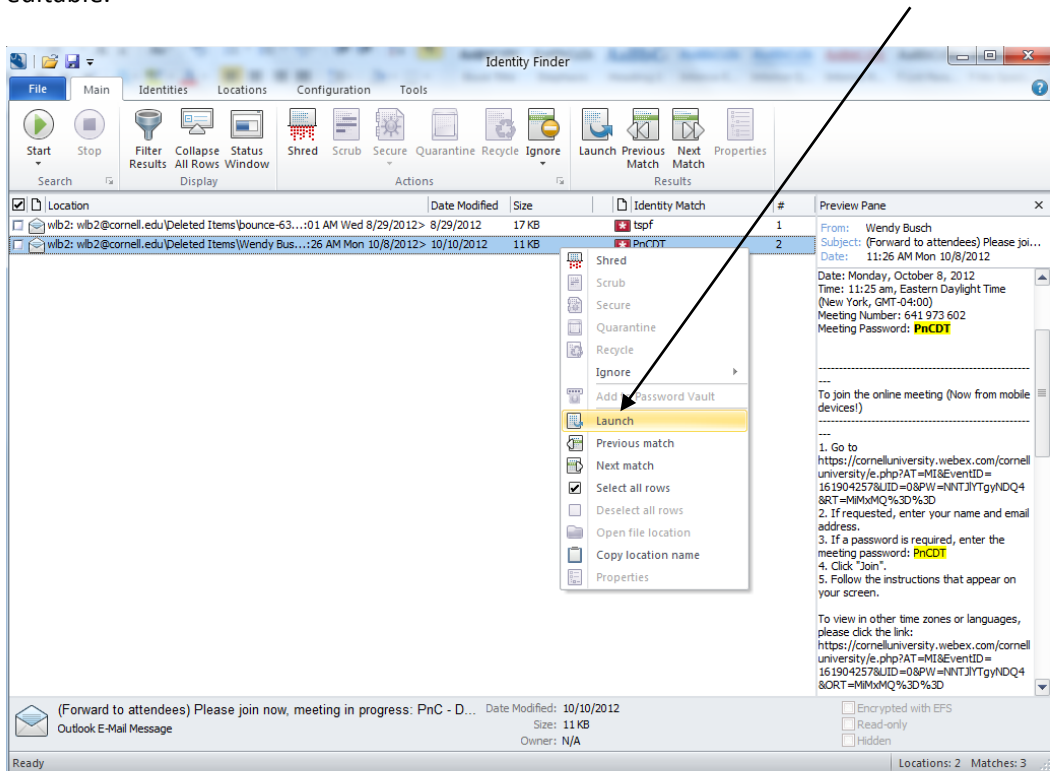 editable.
Identity Finder
File Main Identities Locations Configuration Tools
Start Stop Filter Results Collapse All Rows Status Window Shred Scrub Secure Quarantine Recycle Ignore Launch Previous Match Next Match Properties
Search Display Actions Results
Location Date Modified Size Identity Match #
wlb2: wlb2@cornell.edu\Deleted Items\bounce-63...:01 AM Wed 8/29/2012> 8/29/2012 17 KB tspf 1
wlb2: wlb2@cornell.edu\Deleted Items\Wendy Bus...:26 AM Mon 10/8/2012> 10/10/2012 11 KB PnCDT 2
Shred
Scrub
Secure
Quarantine
Recycle
Ignore
Add to Password Vault
Launch
Previous match
Next match
Select all rows
Deselect all rows
Open file location
Copy location name
Properties
Preview Pane
From: Wendy Busch
Subject: (Forward to attendees) Please joi...
Date: 11:26 AM Mon 10/8/2012
Date: Monday, October 8, 2012
Time: 11:25 am, Eastern Daylight Time
(New York, GMT-04:00)
Meeting Number: 641 973 602
Meeting Password: PnCDT
-------------------------------------------------------
---
To join the online meeting (Now from mobile
devices!)
-------------------------------------------------------
---
1. Go to
https://cornelluniversity.webex.com/cornell
university/e.php?AT=MI&EventID=
161904257&UID=0&PW=NNTJlYTgyNDQ4
&RT=MiMxMQ%3D%3D
2. If requested, enter your name and email
address.
3. If a password is required, enter the
meeting password: PnCDT
4. Click "Join".
5. Follow the instructions that appear on
your screen.
To view in other time zones or languages,
please click the link:
https://cornelluniversity.webex.com/cornell
university/e.php?AT=MI&EventID=
161904257&UID=0&PW=NNTJlYTgyNDQ4
&ORT=MiMxMQ%3D%3D
(Forward to attendees) Please join now, meeting in progress: PnC - D... Date Modified: 10/10/2012
Outlook E-Mail Message Size: 11 KB
Owner: N/A
Encrypted with EFS
Read-only
Hidden
Ready Locations: 2 Matches: 3